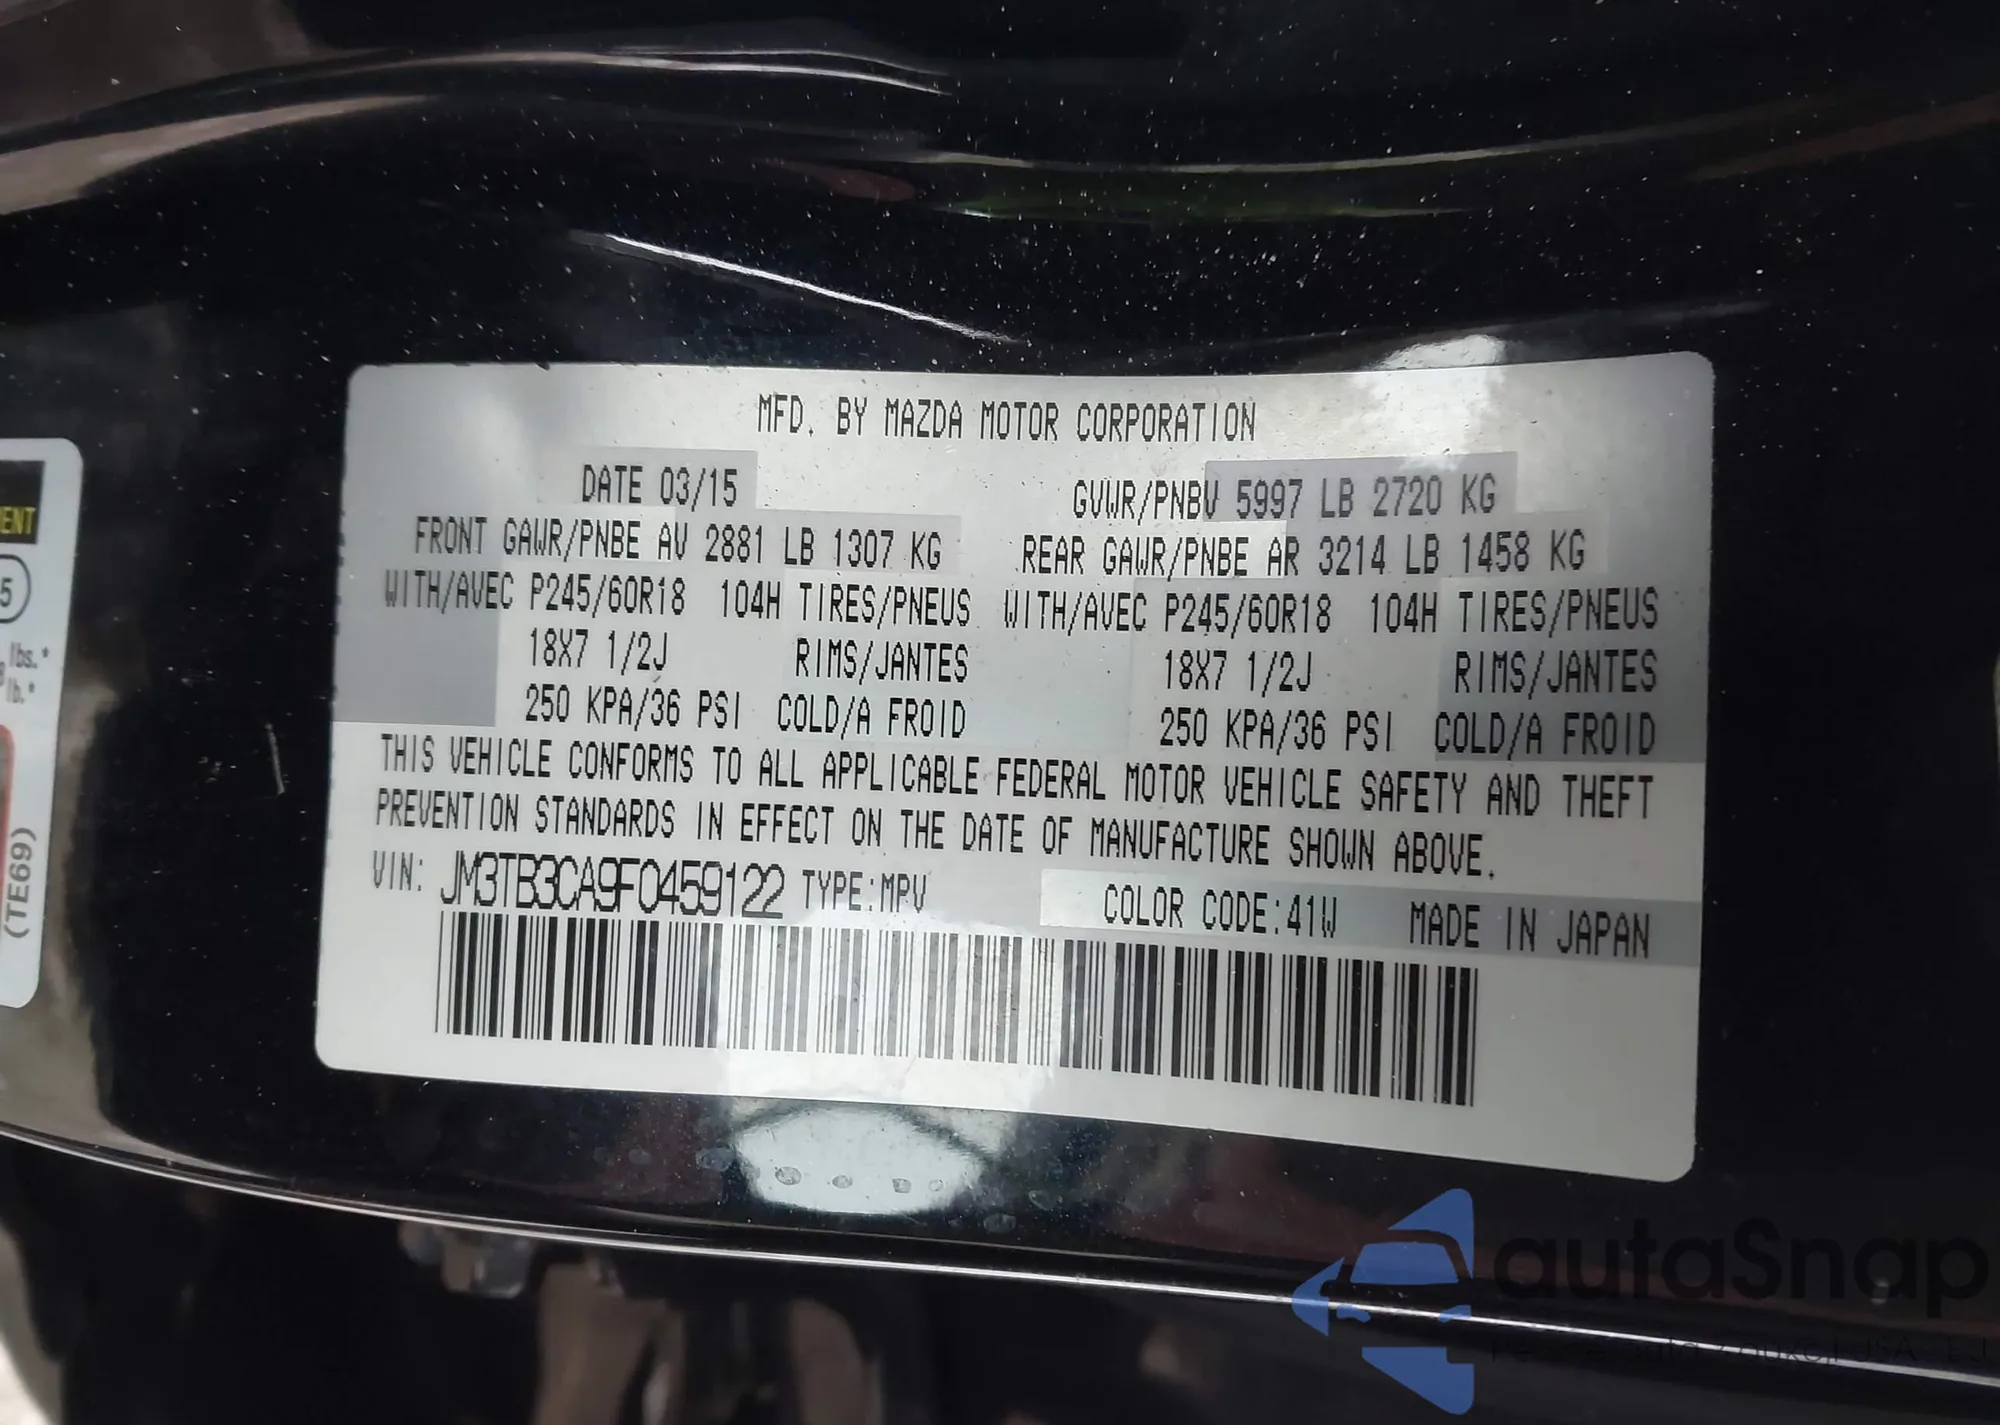 MFD. BY MAZDA MOTOR CORPORATION
DATE 03/15 GVWR/PNBV 5997 LB 2720 KG
FRONT GAWR/PNBE AV 2881 LB 1307 KG REAR GAWR/PNBE AR 3214 LB 1458 KG
WITH/AVEC P245/60R18 104H TIRES/PNEUS WITH/AVEC P245/60R18 104H TIRES/PNEUS
18X7 1/2J RIMS/JANTES 18X7 1/2J RIMS/JANTES
250 KPA/36 PSI COLD/A FROID 250 KPA/36 PSI COLD/A FROID
THIS VEHICLE CONFORMS TO ALL APPLICABLE FEDERAL MOTOR VEHICLE SAFETY AND THEFT
PREVENTION STANDARDS IN EFFECT ON THE DATE OF MANUFACTURE SHOWN ABOVE.
VIN: JM3TB3CA9F0459122 TYPE:MPV COLOR CODE:41W MADE IN JAPAN
ENT
5
lbs.*
lb.*
(TE69)
autaSnap